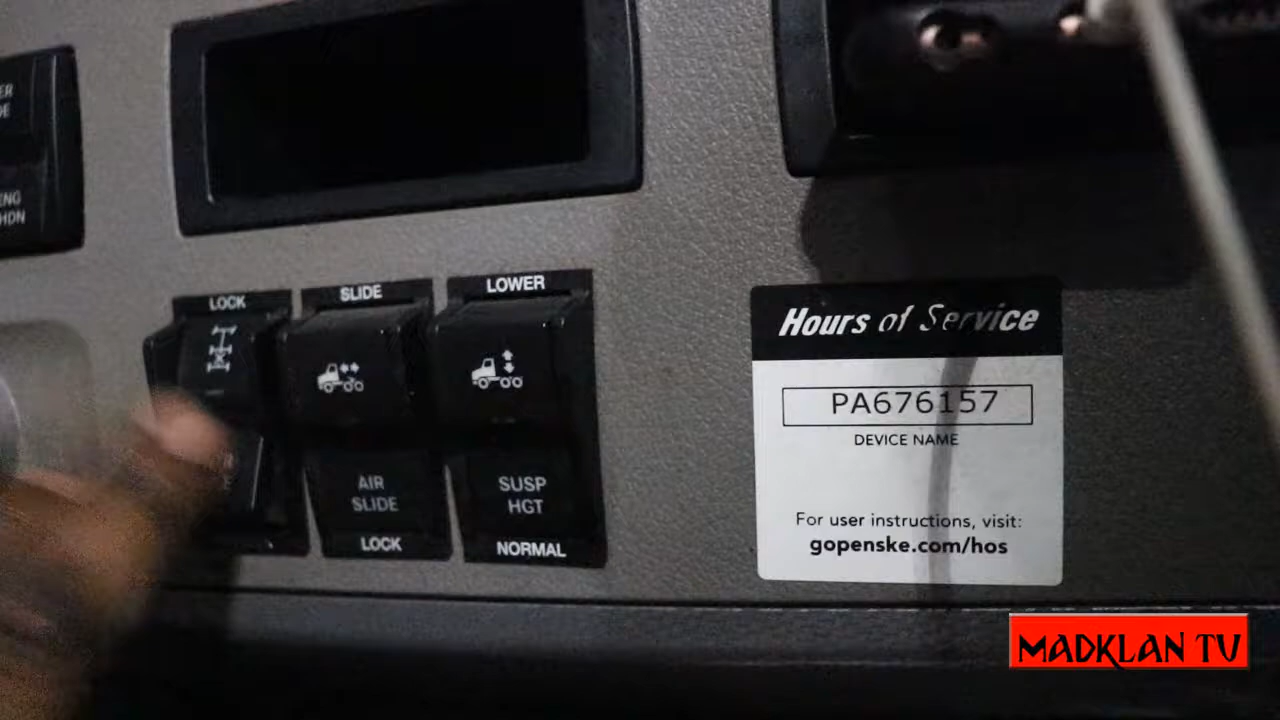 LOCK
SLIDE
AIR
SLIDE
LOCK
LOWER
SUSP
HGT
NORMAL
Hours of Service
PA676157
DEVICE NAME
For user instructions, visit:
gopenske.com/hos
MADKLAN TV